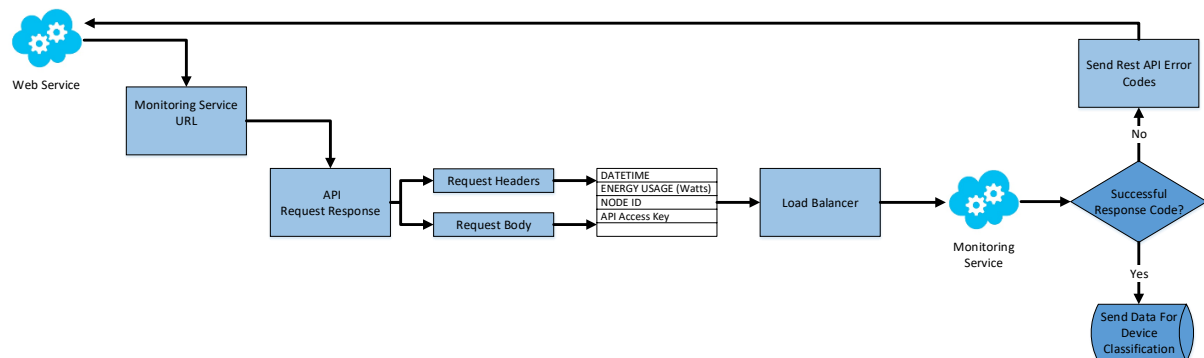 Web Service
Monitoring Service
URL
API
Request Response
Request Headers
Request Body
DATETIME
ENERGY USAGE (Watts)
NODE ID
API Access Key
Load Balancer
Monitoring
Service
Successful
Response Code?
No
Send Rest API Error
Codes
Yes
Send Data For
Device
Classification